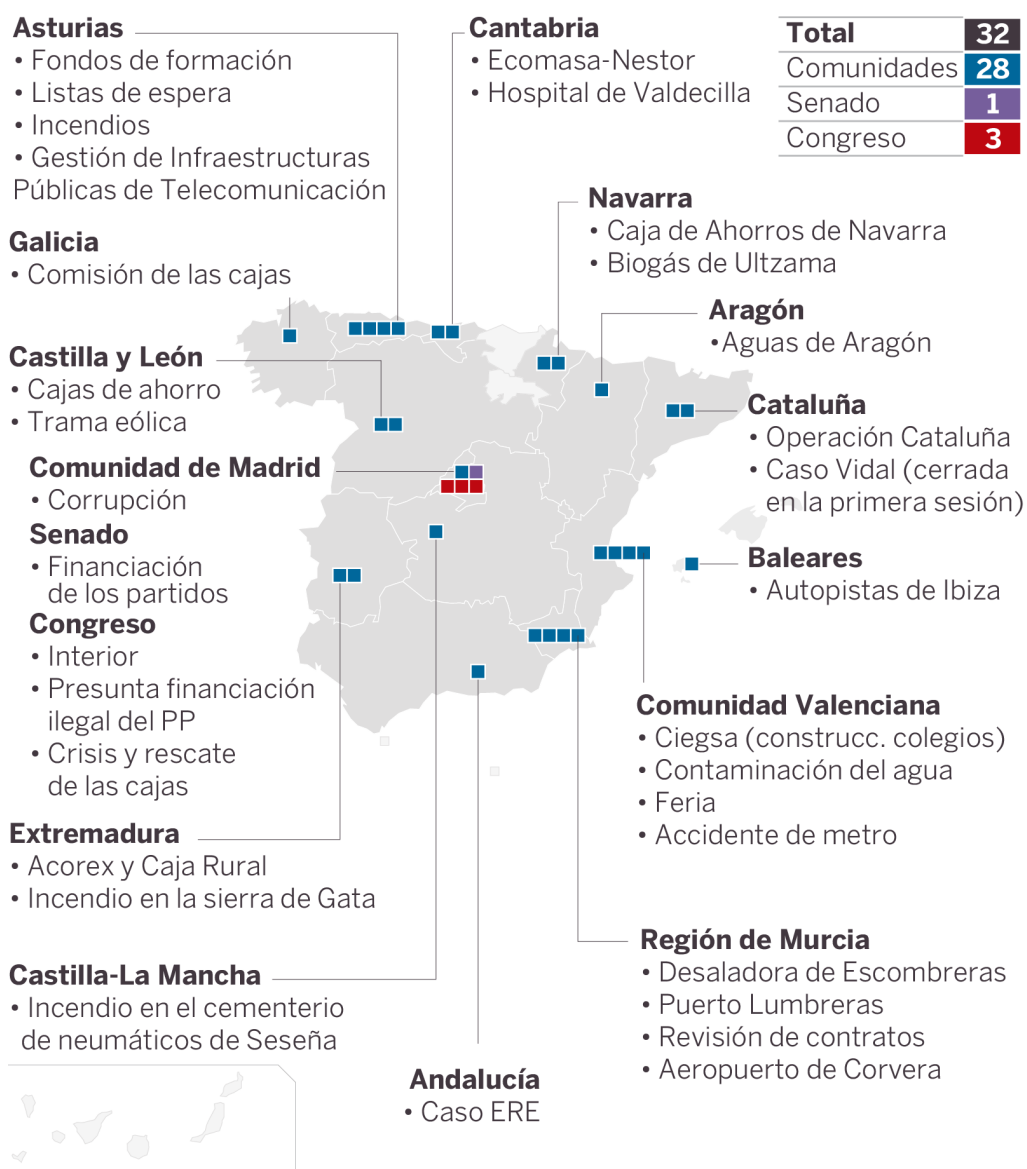 Asturias
• Fondos de formación
• Listas de espera
• Incendios
• Gestión de Infraestructuras
Públicas de Telecomunicación
Cantabria
• Ecomasa-Nestor
• Hospital de Valdecilla
Total 32
Comunidades 28
Senado 1
Congreso 3
Galicia
• Comisión de las cajas
Navarra
• Caja de Ahorros de Navarra
• Biogás de Ultzama
Aragón
•Aguas de Aragón
Castilla y León
• Cajas de ahorro
• Trama eólica
Cataluña
• Operación Cataluña
• Caso Vidal (cerrada
en la primera sesión)
Comunidad de Madrid
• Corrupción
Senado
• Financiación
de los partidos
Congreso
• Interior
• Presunta financiación
ilegal del PP
• Crisis y rescate
de las cajas
Baleares
• Autopistas de Ibiza
Comunidad Valenciana
• Ciegsa (construcc. colegios)
• Contaminación del agua
• Feria
• Accidente de metro
Extremadura
• Acorex y Caja Rural
• Incendio en la sierra de Gata
Región de Murcia
• Desaladora de Escombreras
• Puerto Lumbreras
• Revisión de contratos
• Aeropuerto de Corvera
Castilla-La Mancha
• Incendio en el cementerio
de neumáticos de Seseña
Andalucía
• Caso ERE